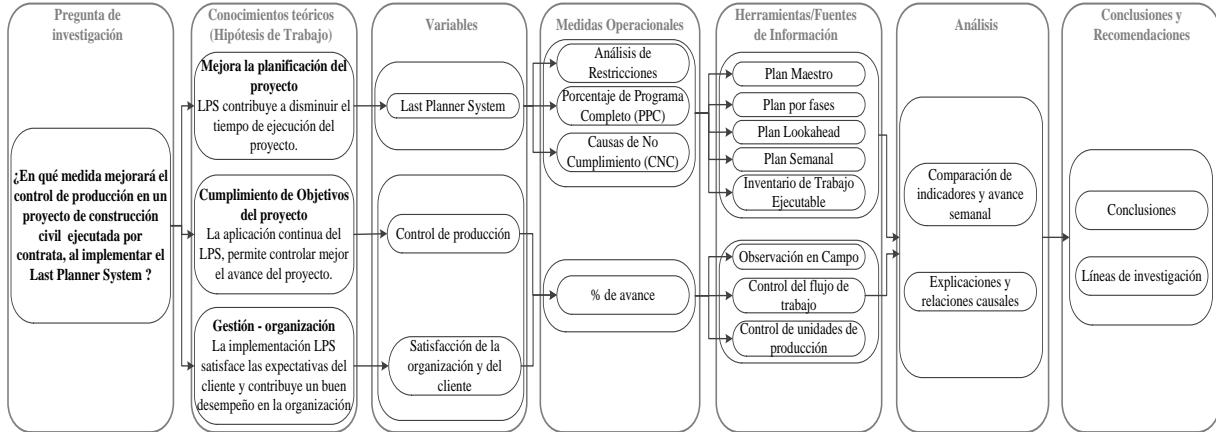 Pregunta de
investigación
¿En qué medida mejorará el
control de producción en un
proyecto de construcción
civil ejecutada por
contrata, al implementar el
Last Planner System ?
Conocimientos teóricos
(Hipótesis de Trabajo)
Mejora la planificación del
proyecto
LPS contribuye a disminuir el
tiempo de ejecución del
proyecto.
Cumplimiento de Objetivos
del proyecto
La aplicación continua del
LPS, permite controlar mejor
el avance del proyecto.
Gestión - organización
La implementación LPS
satisface las expectativas del
cliente y contribuye un buen
desempeño en la organización
Variables
Last Planner System
Control de producción
Satisfacción de la
organización y del
cliente
Medidas Operacionales
Análisis de
Restricciones
Porcentaje de Programa
Completo (PPC)
Causas de No
Cumplimiento (CNC)
% de avance
Herramientas/Fuentes
de Información
Plan Maestro
Plan por fases
Plan Lookahead
Plan Semanal
Inventario de Trabajo
Ejecutable
Observación en Campo
Control del flujo de
trabajo
Control de unidades de
producción
Análisis
Comparación de
indicadores y avance
semanal
Explicaciones y
relaciones causales
Conclusiones y
Recomendaciones
Conclusiones
Líneas de investigación